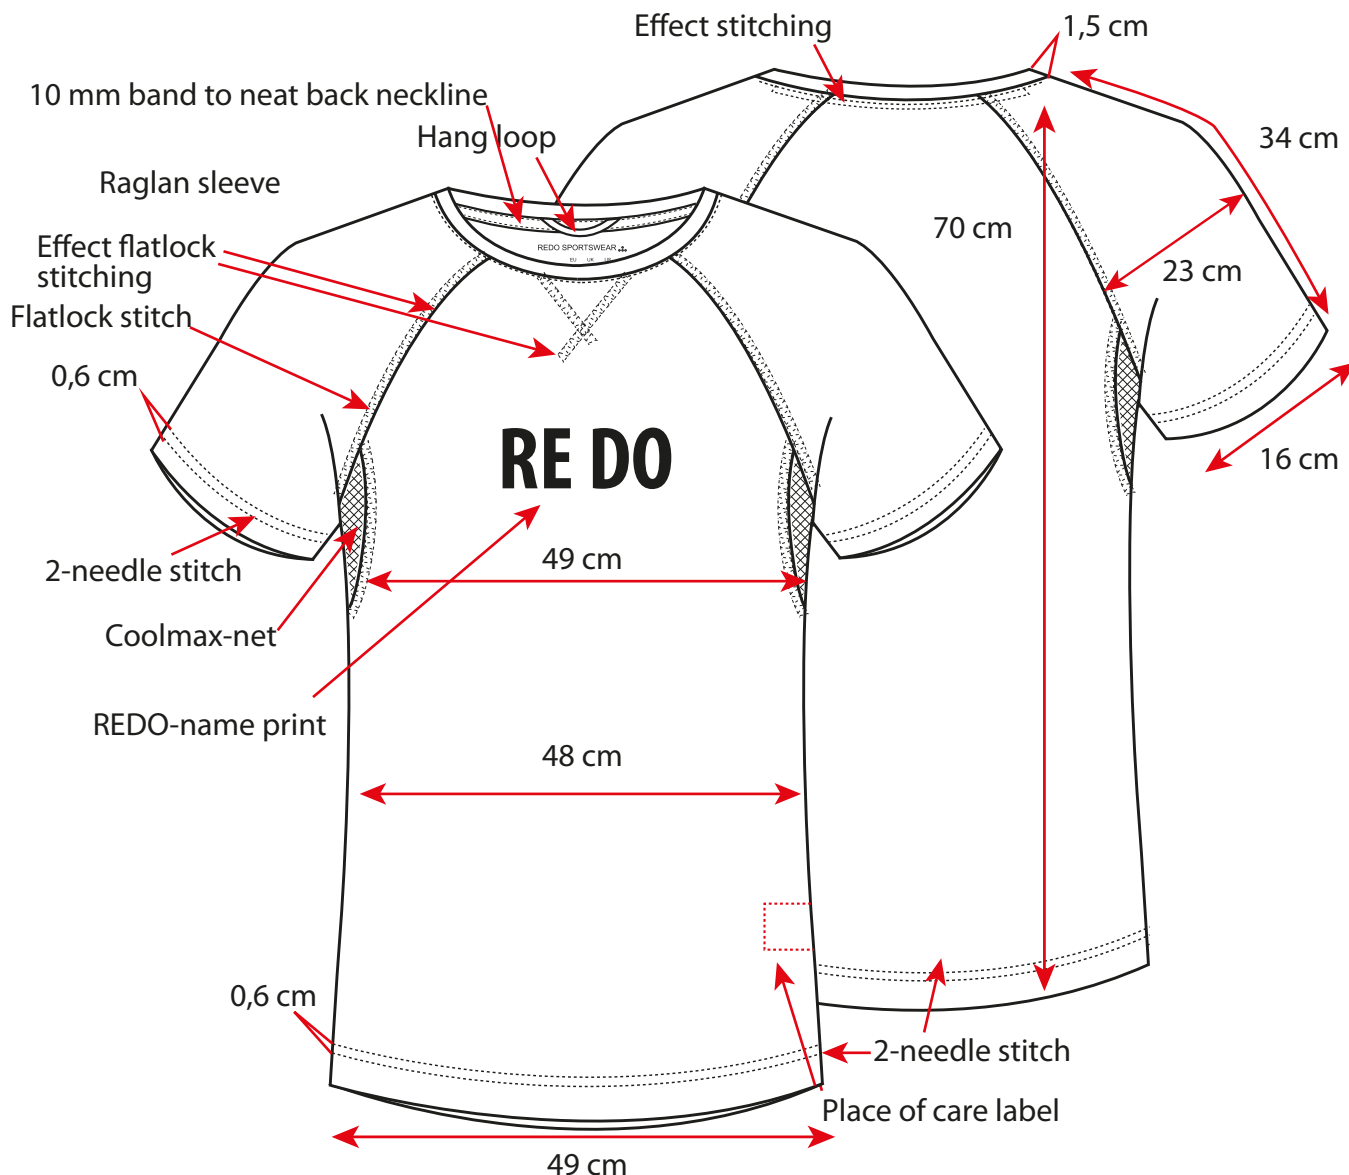 Effect stitching
1,5 cm
10 mm band to neat back neckline
Hang loop
34 cm
Raglan sleeve
70 cm
Effect flatlock
stitching
REDO SPORTSWEAR
EU UK
23 cm
Flatlock stitch
0,6 cm
RE DO
16 cm
49 cm
2-needle stitch
Coolmax-net
REDO-name print
48 cm
0,6 cm
2-needle stitch
Place of care label
49 cm